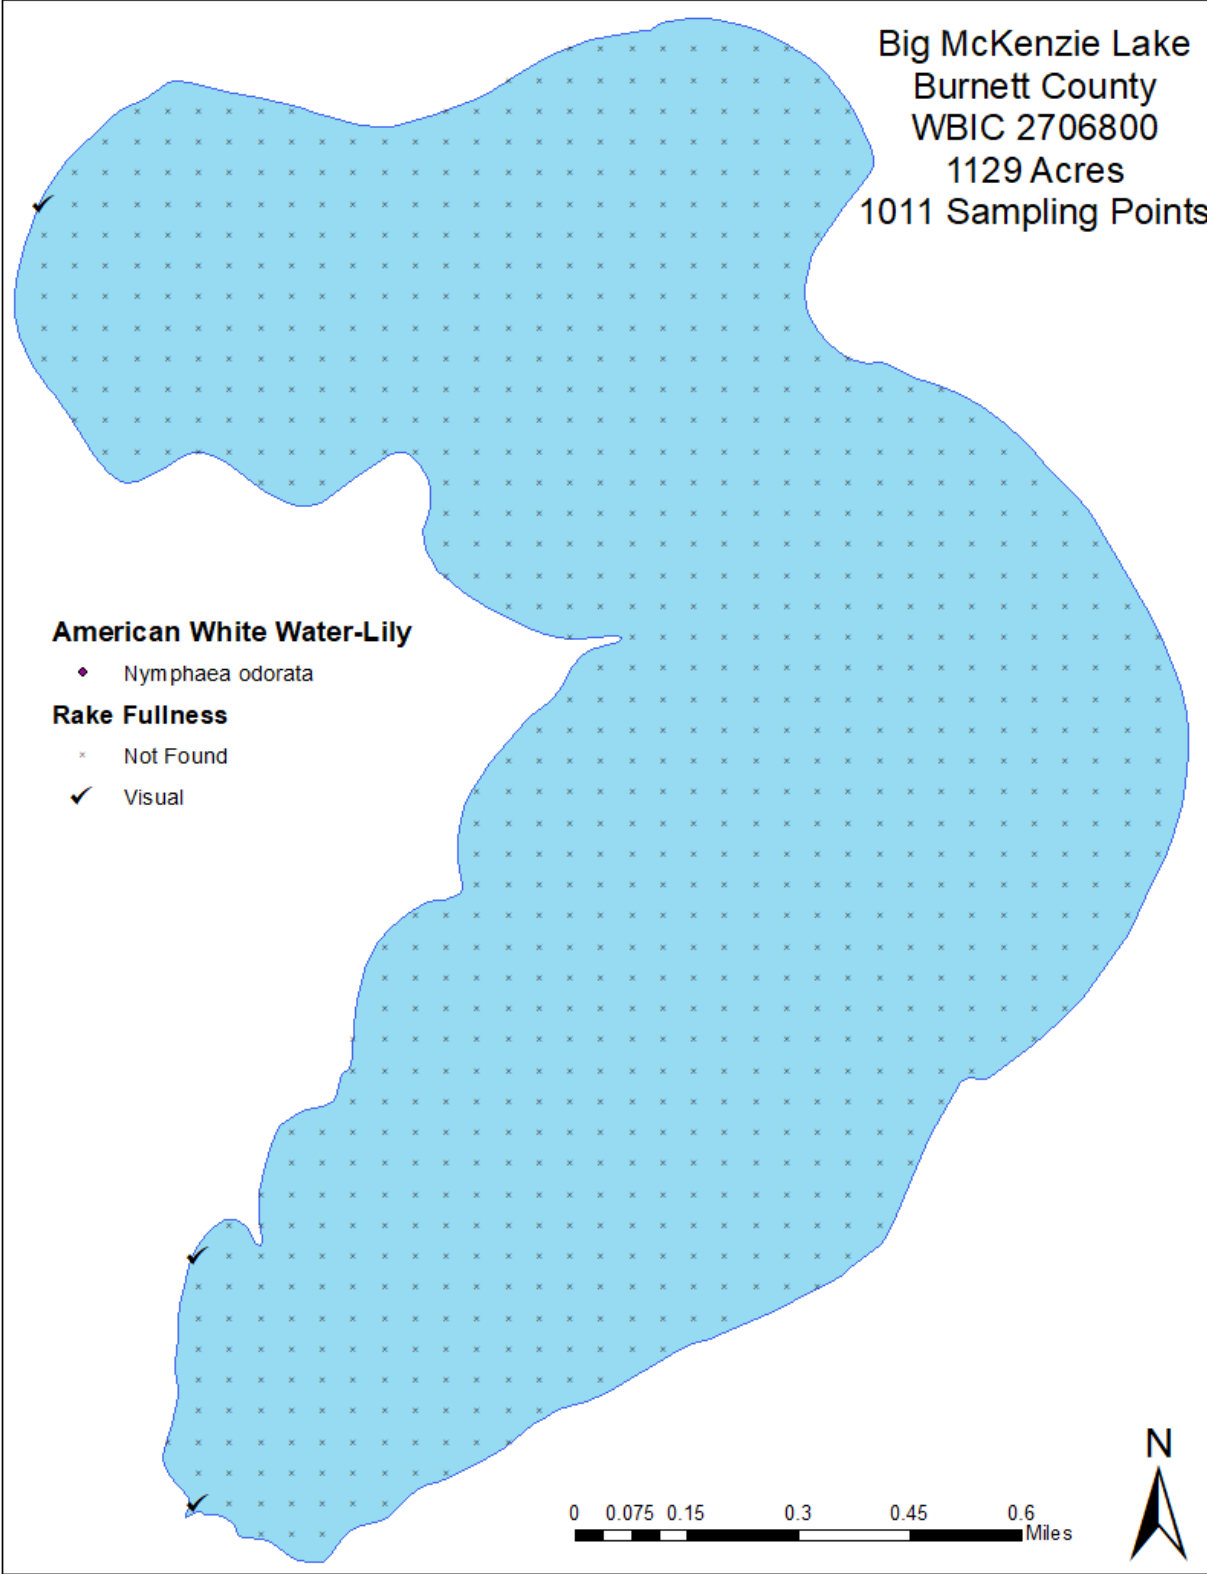 Big McKenzie Lake
Burnett County
WBIC 2706800
1129 Acres
1011 Sampling Points
American White Water-Lily
Nymphaea odorata
Rake Fullness
Not Found
Visual
N
0 0.075 0.15 0.3 0.45 0.6
Miles